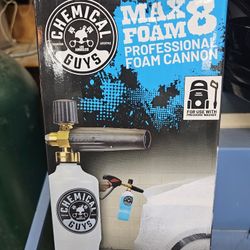 CHEMICAL
GUYS
MAX
FOAM 8
PROFESSIONAL
FOAM CANNON
FOR USE WITH
PRESSURE WASHER
CHEMICAL
GUYS